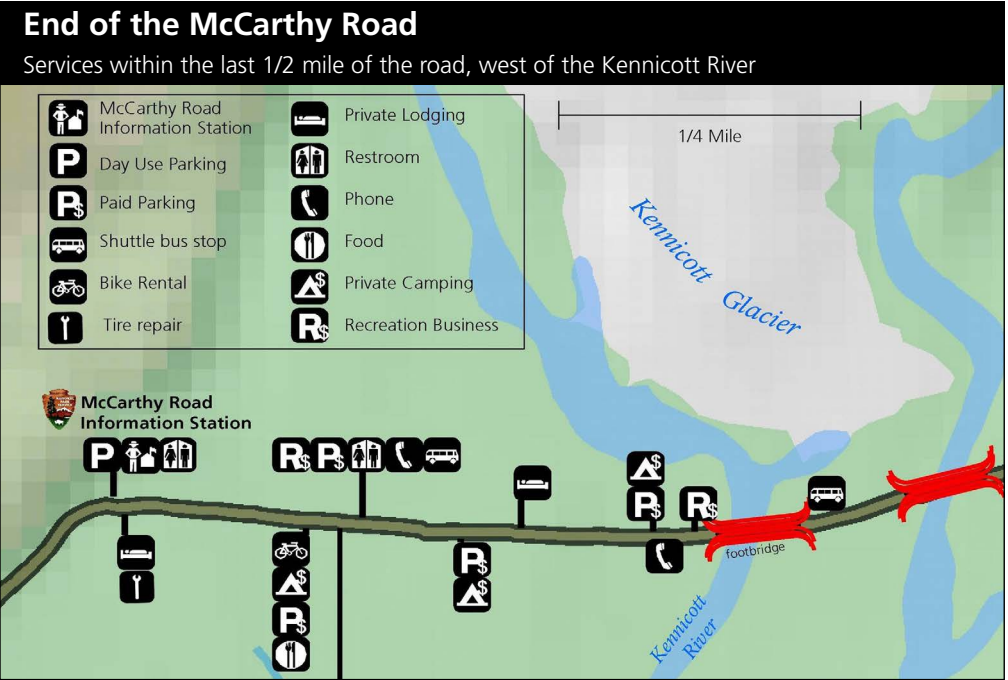 End of the McCarthy Road
Services within the last 1/2 mile of the road, west of the Kennicott River
McCarthy Road
Information Station
P
Day Use Parking
P$
Paid Parking
Shuttle bus stop
Bike Rental
Tire repair
Private Lodging
Restroom
Phone
Food
$
Private Camping
R$
Recreation Business
1/4 Mile
Kennicott Glacier
McCarthy Road
Information Station
P
R$ P$
$
P$
R$
$
P$
P$
$
footbridge
Kennicott
River